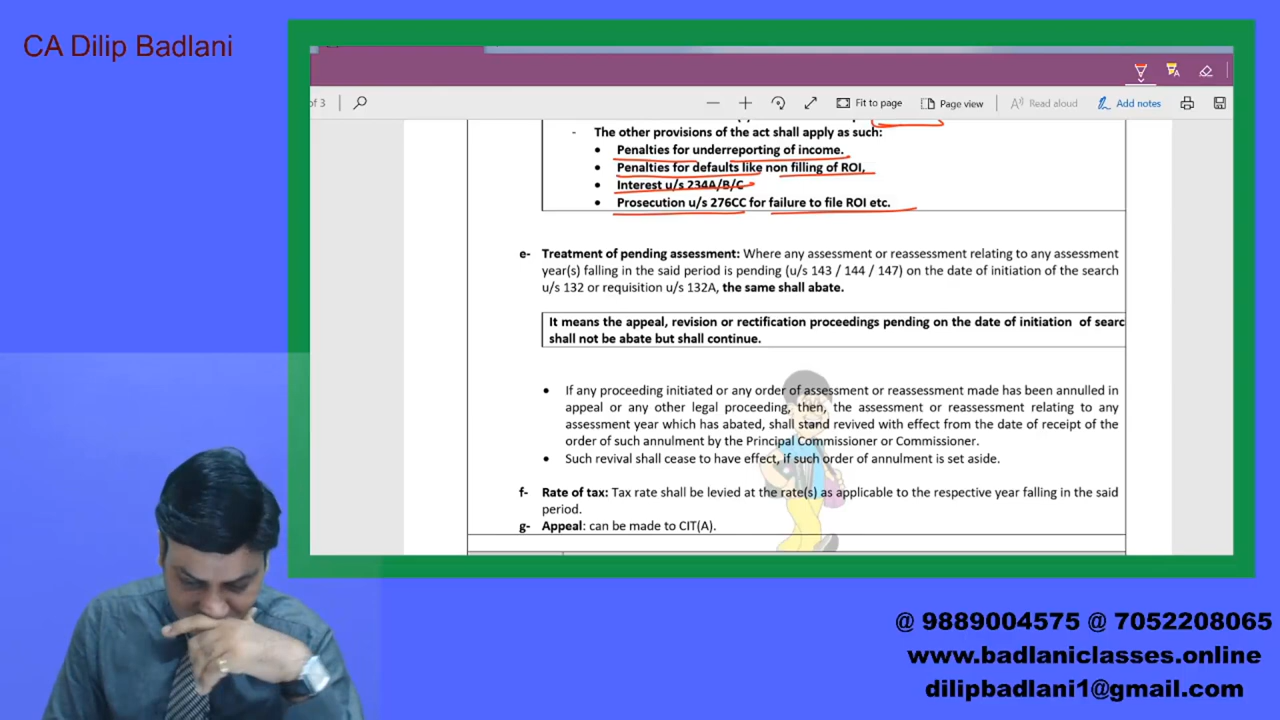 CA Dilip Badlani
of 3
Fit to page
Page view
Read aloud
Add notes
- The other provisions of the act shall apply as such:
• Penalties for underreporting of income.
• Penalties for defaults like non filling of ROI,
• Interest u/s 234A/B/C
• Prosecution u/s 276CC for failure to file ROI etc.
e- Treatment of pending assessment: Where any assessment or reassessment relating to any assessment
year(s) falling in the said period is pending (u/s 143 / 144 / 147) on the date of initiation of the search
u/s 132 or requisition u/s 132A, the same shall abate.
It means the appeal, revision or rectification proceedings pending on the date of initiation of searc
shall not be abate but shall continue.
• If any proceeding initiated or any order of assessment or reassessment made has been annulled in
appeal or any other legal proceeding, then, the assessment or reassessment relating to any
assessment year which has abated, shall stand revived with effect from the date of receipt of the
order of such annulment by the Principal Commissioner or Commissioner.
• Such revival shall cease to have effect, if such order of annulment is set aside.
f- Rate of tax: Tax rate shall be levied at the rate(s) as applicable to the respective year falling in the said
period.
g- Appeal: can be made to CIT(A).
@ 9889004575 @ 7052208065
www.badlaniclasses.online
dilipbadlani1@gmail.com